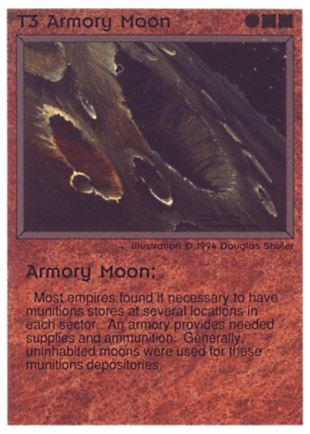 T3 Armory Moon
Illustration © 1994 Douglas Shuler
Armory Moon:
Most empires found it necessary to have
munitions stores at several locations in
each sector. An armory provides needed
supplies and ammunition. Generally,
uninhabited moons were used for these
munitions depositories.